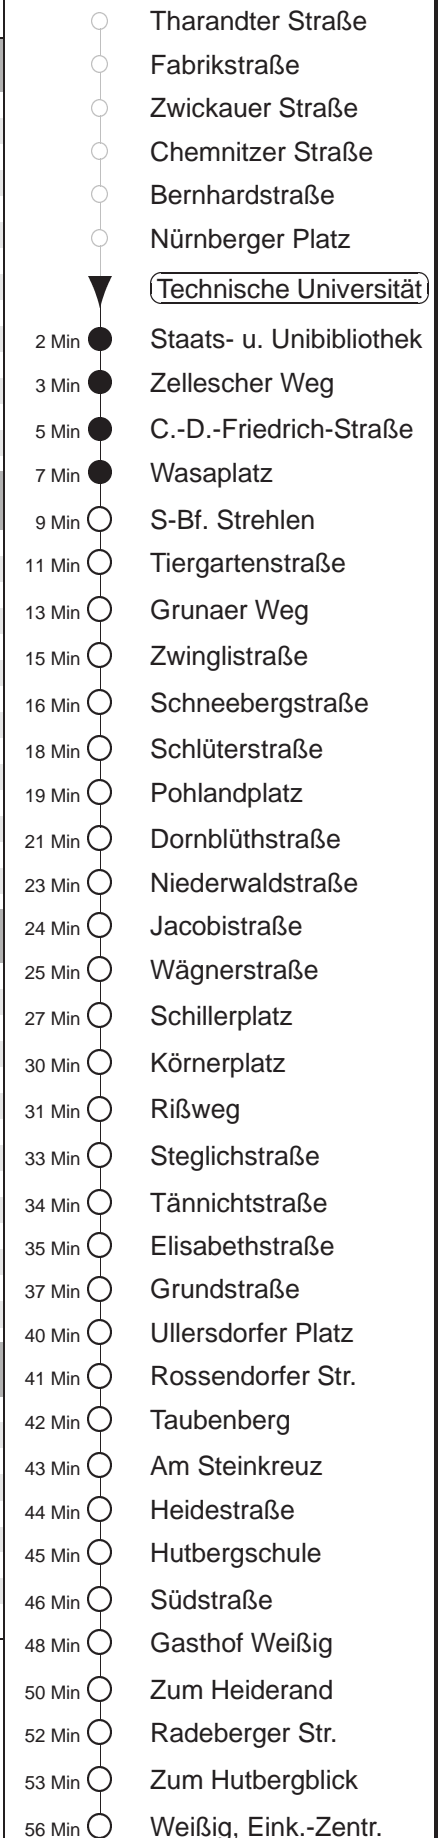 Tharandter Straße
Fabrikstraße
Zwickauer Straße
Chemnitzer Straße
Bernhardstraße
Nürnberger Platz
Technische Universität
2 Min Staats- u. Unibibliothek
3 Min Zellescher Weg
5 Min C.-D.-Friedrich-Straße
7 Min Wasaplatz
9 Min S-Bf. Strehlen
11 Min Tiergartenstraße
13 Min Grunaer Weg
15 Min Zwinglistraße
16 Min Schneebergstraße
18 Min Schlüterstraße
19 Min Pohlandplatz
21 Min Dornblüthstraße
23 Min Niederwaldstraße
24 Min Jacobistraße
25 Min Wägnerstraße
27 Min Schillerplatz
30 Min Körnerplatz
31 Min Rißweg
33 Min Steglichstraße
34 Min Tännichtstraße
35 Min Elisabethstraße
37 Min Grundstraße
40 Min Ullersdorfer Platz
41 Min Rossendorfer Str.
42 Min Taubenberg
43 Min Am Steinkreuz
44 Min Heidestraße
45 Min Hutbergschule
46 Min Südstraße
48 Min Gasthof Weißig
50 Min Zum Heiderand
52 Min Radeberger Str.
53 Min Zum Hutbergblick
56 Min Weißig, Eink.-Zentr.